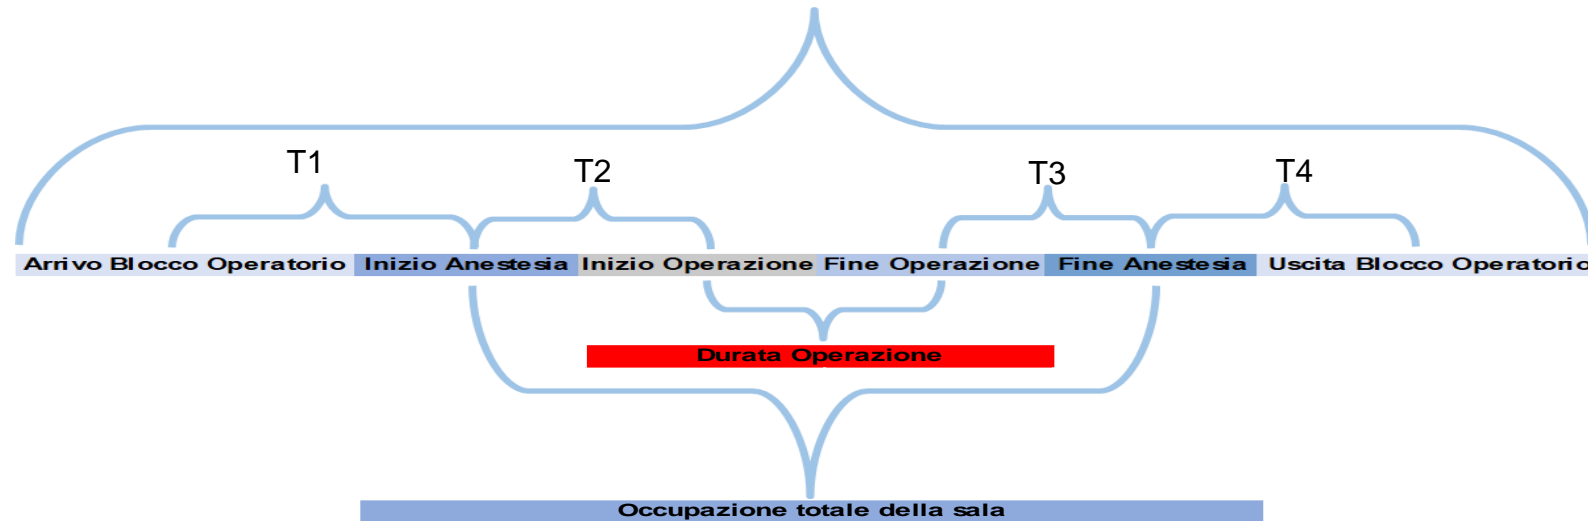 T1 T2 T3 T4
Arrivo Blocco Operatorio Inizio Anestesia Inizio Operazione Fine Operazione Fine Anestesia Uscita Blocco Operatorio
Durata Operazione
Occupazione totale della sala